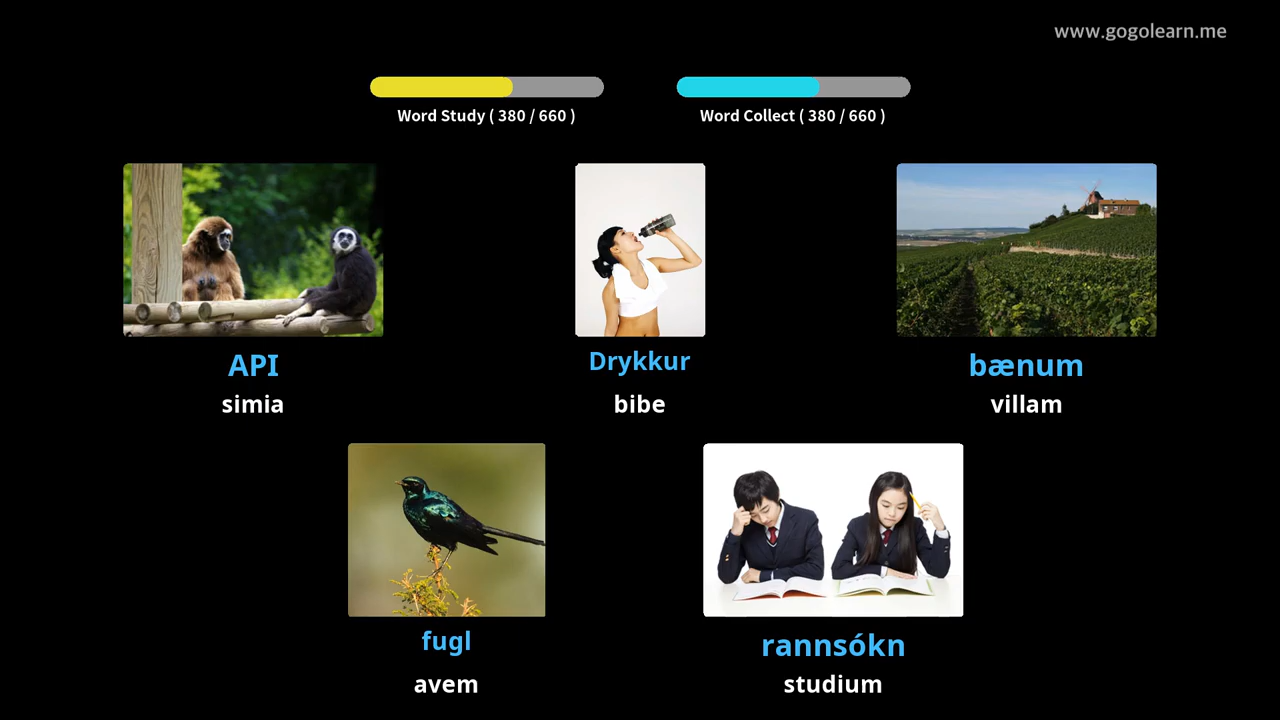 www.gogolearn.me
Word Study ( 380 / 660 )
Word Collect ( 380 / 660 )
API
simia
Drykkur
bibe
bænum
villam
fugl
avem
rannsókn
studium